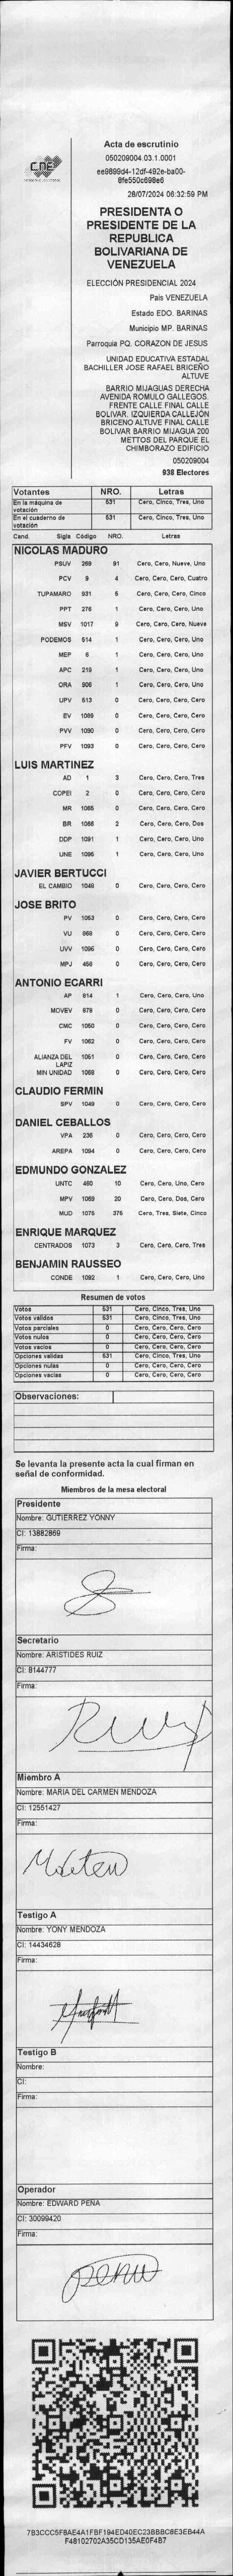 CNE
Acta de escrutinio
050209004.03.1.0001
ee9899d4-12df-492e-ba00-
8fe550c698e6
28/07/2024 06:32:59 PM
PRESIDENTA O
PRESIDENTE DE LA
REPUBLICA
BOLIVARIANA DE
VENEZUELA
ELECCIÓN PRESIDENCIAL 2024
País VENEZUELA
Estado EDO. BARINAS
Municipio MP. BARINAS
Parroquia PQ. CORAZON DE JESUS
UNIDAD EDUCATIVA ESTADAL
BACHILLER JOSE RAFAEL BRICEÑO
ALTUVE
BARRIO MIJAGUAS DERECHA
AVENIDA ROMULO GALLEGOS.
FRENTE CALLE FINAL CALLE
BOLIVAR. IZQUIERDA CALLEJÓN
BRICENO ALTUVE FINAL CALLE
BOLIVAR BARRIO MIJAGUA 200
METTOS DEL PARQUE EL
CHIMBORAZO EDIFICIO
050209004
938 Electores
Votantes NRO. Letras
En la máquina de votación 531 Cero, Cinco, Tres, Uno
En el cuaderno de votación 531 Cero, Cinco, Tres, Uno
Cand. Sigla Código NRO. Letras
NICOLAS MADURO
PSUV 269 91 Cero, Cero, Nueve, Uno
PCV 9 4 Cero, Cero, Cero, Cuatro
TUPAMARO 931 5 Cero, Cero, Cero, Cinco
PPT 276 1 Cero, Cero, Cero, Uno
MSV 1017 9 Cero, Cero, Cero, Nueve
PODEMOS 514 1 Cero, Cero, Cero, Uno
MEP 6 1 Cero, Cero, Cero, Uno
APC 219 1 Cero, Cero, Cero, Uno
ORA 906 1 Cero, Cero, Cero, Uno
UPV 513 0 Cero, Cero, Cero, Cero
EV 1089 0 Cero, Cero, Cero, Cero
PVV 1090 0 Cero, Cero, Cero, Cero
PFV 1093 0 Cero, Cero, Cero, Cero
LUIS MARTINEZ
AD 1 3 Cero, Cero, Cero, Tres
COPEI 2 0 Cero, Cero, Cero, Cero
MR 1065 0 Cero, Cero, Cero, Cero
BR 1066 2 Cero, Cero, Cero, Dos
DDP 1091 1 Cero, Cero, Cero, Uno
UNE 1095 1 Cero, Cero, Cero, Uno
JAVIER BERTUCCI
EL CAMBIO 1048 0 Cero, Cero, Cero, Cero
JOSE BRITO
PV 1053 0 Cero, Cero, Cero, Cero
VU 868 0 Cero, Cero, Cero, Cero
UVV 1096 0 Cero, Cero, Cero, Cero
MPJ 458 0 Cero, Cero, Cero, Cero
ANTONIO ECARRI
AP 814 1 Cero, Cero, Cero, Uno
MOVEV 878 0 Cero, Cero, Cero, Cero
CMC 1050 0 Cero, Cero, Cero, Cero
FV 1062 0 Cero, Cero, Cero, Cero
ALIANZA DEL LAPIZ 1051 0 Cero, Cero, Cero, Cero
MIN UNIDAD 1068 0 Cero, Cero, Cero, Cero
CLAUDIO FERMIN
SPV 1049 0 Cero, Cero, Cero, Cero
DANIEL CEBALLOS
VPA 236 0 Cero, Cero, Cero, Cero
AREPA 1094 0 Cero, Cero, Cero, Cero
EDMUNDO GONZALEZ
UNTC 460 10 Cero, Cero, Uno, Cero
MPV 1069 20 Cero, Cero, Dos, Cero
MUD 1075 375 Cero, Tres, Siete, Cinco
ENRIQUE MARQUEZ
CENTRADOS 1073 3 Cero, Cero, Cero, Tres
BENJAMIN RAUSSEO
CONDE 1092 1 Cero, Cero, Cero, Uno
Resumen de votos
Votos 531 Cero, Cinco, Tres, Uno
Votos validos 531 Cero, Cinco, Tres, Uno
Votos parciales 0 Cero, Cero, Cero, Cero
Votos nulos 0 Cero, Cero, Cero, Cero
Votos vacios 0 Cero, Cero, Cero, Cero
Opciones validas 531 Cero, Cinco, Tres, Uno
Opciones nulas 0 Cero, Cero, Cero, Cero
Opciones vacias 0 Cero, Cero, Cero, Cero
Observaciones:
Se levanta la presente acta la cual firman en
señal de conformidad.
Miembros de la mesa electoral
Presidente
Nombre: GUTIERREZ YONNY
CI: 13882869
Firma:
Secretario
Nombre: ARISTIDES RUIZ
CI: 8144777
Firma:
Ruiz
Miembro A
Nombre: MARIA DEL CARMEN MENDOZA
CI: 12551427
Firma:
Testigo A
Nombre: YONY MENDOZA
CI: 14434628
Firma:
Testigo B
Nombre:
CI:
Firma:
Operador
Nombre: EDWARD PEÑA
CI: 30099420
Firma:
7B3CCC5F8AE4A1FBF194ED40EC23BBBC8E3EB44A
F48102702A35CD135AE0F4B7